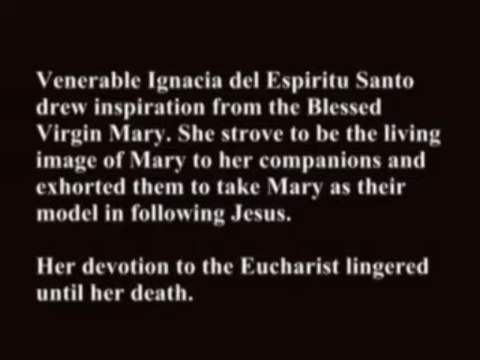 Venerable Ignacia del Espiritu Santo
drew inspiration from the Blessed
Virgin Mary. She strove to be the living
image of Mary to her companions and
exhorted them to take Mary as their
model in following Jesus.
Her devotion to the Eucharist lingered
until her death.